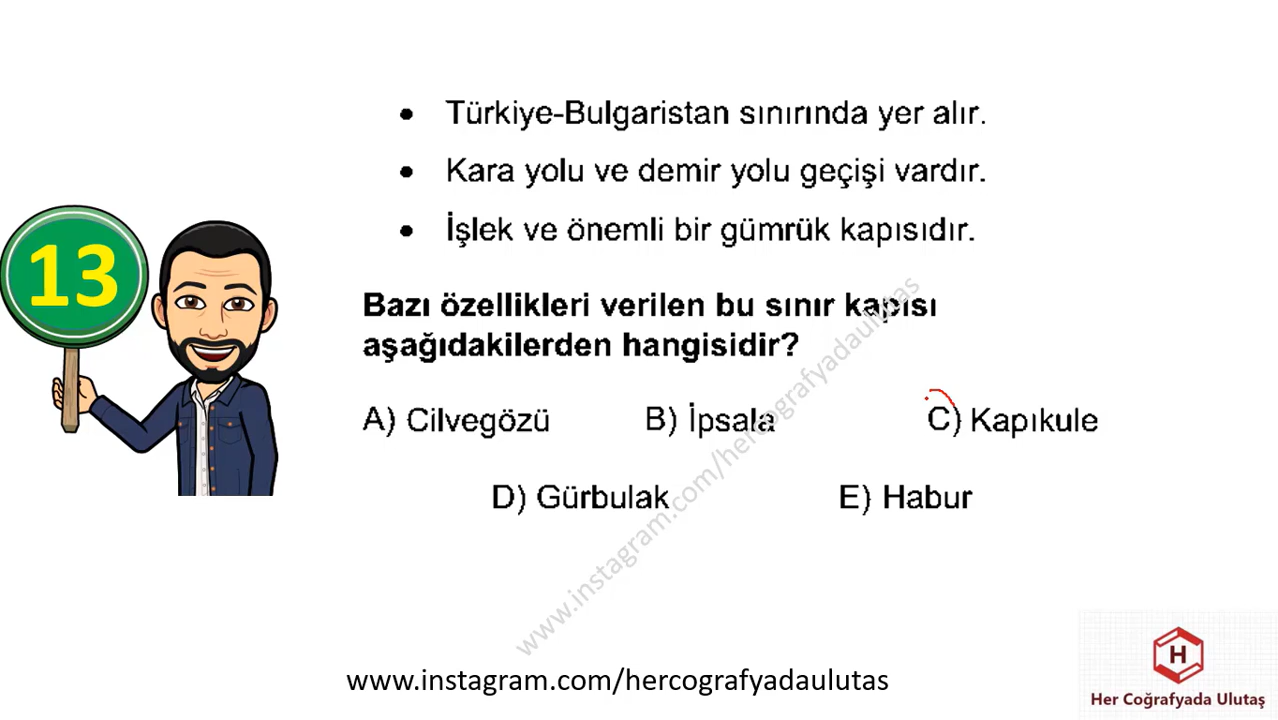 • Türkiye-Bulgaristan sınırında yer alır.
• Kara yolu ve demir yolu geçişi vardır.
• İşlek ve önemli bir gümrük kapısıdır.
13
Bazı özellikleri verilen bu sınır kapısı
aşağıdakilerden hangisidir?
A) Cilvegözü B) İpsala C) Kapıkule
D) Gürbulak E) Habur
www.instagram.com/hercografyadaulutas
www.instagram.com/hercografyadaulutas
H
Her Coğrafyada Ulutaş